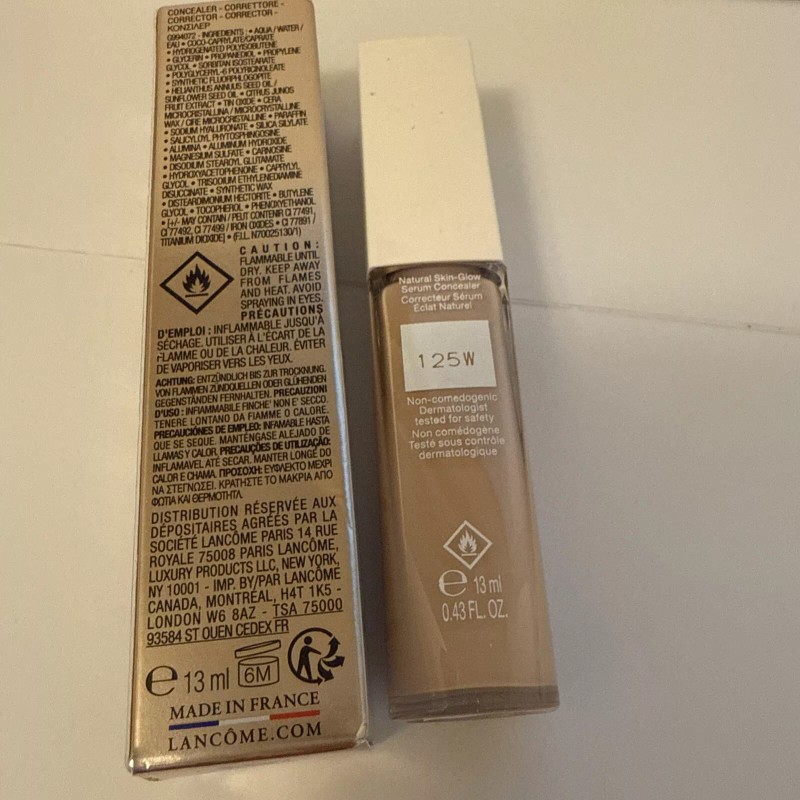 CONCEALER - CORRETTORE -
CORRECTOR - CORRECTOR -
ΚΟΝΣΙΛΕΡ
G994072 - INGREDIENTS : • AQUA / WATER /
EAU • COCO-CAPRYLATE/CAPRATE
• HYDROGENATED POLYISOBUTENE
• GLYCERIN • PROPANEDIOL • PROPYLENE
GLYCOL • SORBITAN ISOSTEARATE
• POLYGLYCERYL-6 POLYRICINOLEATE
• SYNTHETIC FLUORPHLOGOPITE
• HELIANTHUS ANNUUS SEED OIL /
SUNFLOWER SEED OIL • CITRUS JUNOS
FRUIT EXTRACT • TIN OXIDE • CERA
MICROCRISTALLINA / MICROCRYSTALLINE
WAX / CIRE MICROCRISTALLINE • PARAFFIN
• SODIUM HYALURONATE • SILICA SILYLATE
• SALICYLOYL PHYTOSPHINGOSINE
• ALUMINA • ALUMINUM HYDROXIDE
• MAGNESIUM SULFATE • CARNOSINE
• DISODIUM STEAROYL GLUTAMATE
• HYDROXYACETOPHENONE • CAPRYLYL
GLYCOL • TRISODIUM ETHYLENEDIAMINE
DISUCCINATE • SYNTHETIC WAX
• DISTEARDIMONIUM HECTORITE • BUTYLENE
GLYCOL • TOCOPHEROL • PHENOXYETHANOL
• [+/- MAY CONTAIN / PEUT CONTENIR CI 77491,
CI 77492, CI 77499 / IRON OXIDES • CI 77891 /
TITANIUM DIOXIDE] • (F.I.L. N70025130/1)
CAUTION:
FLAMMABLE UNTIL
DRY. KEEP AWAY
FROM FLAMES
AND HEAT. AVOID
SPRAYING IN EYES.
PRÉCAUTIONS
D'EMPLOI : INFLAMMABLE JUSQU'À
SÉCHAGE. UTILISER À L'ÉCART DE LA
FLAMME OU DE LA CHALEUR. ÉVITER
DE VAPORISER VERS LES YEUX.
ACHTUNG: ENTZÜNDLICH BIS ZUR TROCKNUNG.
VON FLAMMEN ZÜNDQUELLEN ODER GLÜHENDEN
GEGENSTÄNDEN FERNHALTEN. PRECAUZIONI
D'USO : INFIAMMABILE FINCHE' NON E' SECCO.
TENERE LONTANO DA FIAMME O CALORE.
PRECAUCIÓNES DE EMPLEO: INFAMABLE HASTA
QUE SE SEQUE. MANTÉNGASE ALEJADO DE
LLAMAS Y CALOR. PRECAUÇÕES DE UTILIZAÇÃO:
INFLAMAVEL ATÉ SECAR. MANTER LONGE DO
CALOR E CHAMA. ΠΡΟΣΟΧΗ: ΕΥΦΛΕΚΤΟ ΜΕΧΡΙ
ΝΑ ΣΤΕΓΝΩΣΕΙ. ΚΡΑΤΗΣΤΕ ΤΟ ΜΑΚΡΙΑ ΑΠΟ
ΦΩΤΙΑ ΚΑΙ ΘΕΡΜΟΤΗΤΑ.
DISTRIBUTION RÉSERVÉE AUX
DÉPOSITAIRES AGRÉÉS PAR LA
SOCIÉTÉ LANCÔME PARIS 14 RUE
ROYALE 75008 PARIS LANCÔME,
LUXURY PRODUCTS LLC, NEW YORK,
NY 10001 - IMP. BY/PAR LANCÔME
CANADA, MONTRÉAL, H4T 1K5 -
LONDON W6 8AZ - TSA 75000
93584 ST OUEN CEDEX FR
℮ 13 ml 6M
MADE IN FRANCE
LANCÔME.COM
Natural Skin-Glow
Serum Concealer
Correcteur Sérum
Éclat Naturel
125W
Non-comedogenic
Dermatologist
tested for safety
Non comédogène
Testé sous contrôle
dermatologique
℮ 13 ml
0.43 FL. OZ.